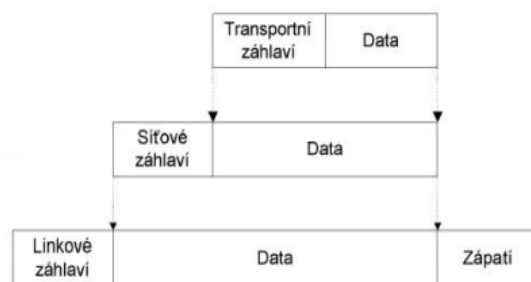 Transportní
záhlaví
Data
Síťové
záhlaví
Data
Linkové
záhlaví
Data
Zápatí